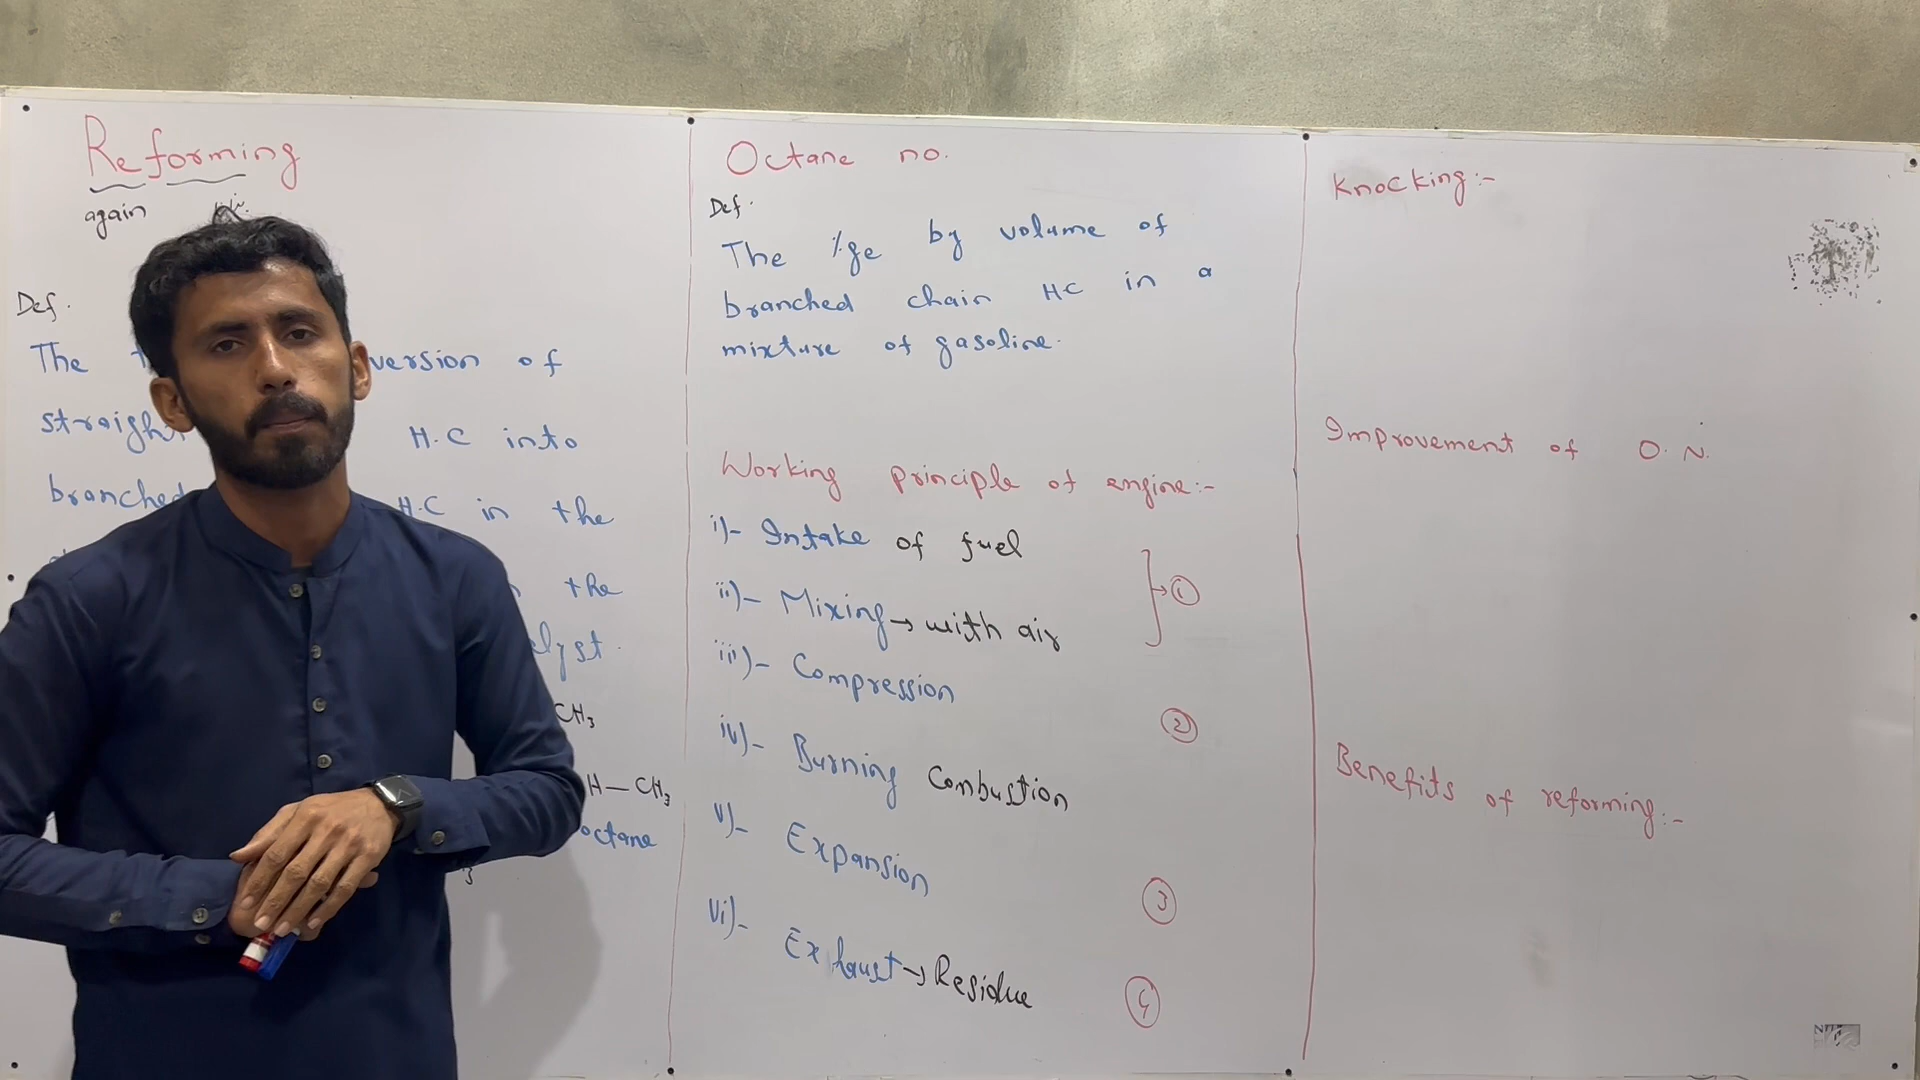 Reforming
again
Def.
The version of
straight H.C into
branched H.C in the
the
CH3
H—CH3
octane
3
Octane no.
Def.
The %ge by volume of
branched chain HC in a
mixture of gasoline.
Working principle of engine:-
i)- Intake of fuel
ii)- Mixing→ with air
→①
iii)- Compression
②
iv)- Burning Combustion
v)- Expansion
③
vi)- Exhaust→Residue
④
Knocking:-
Improvement of O.N.
Benefits of reforming:-